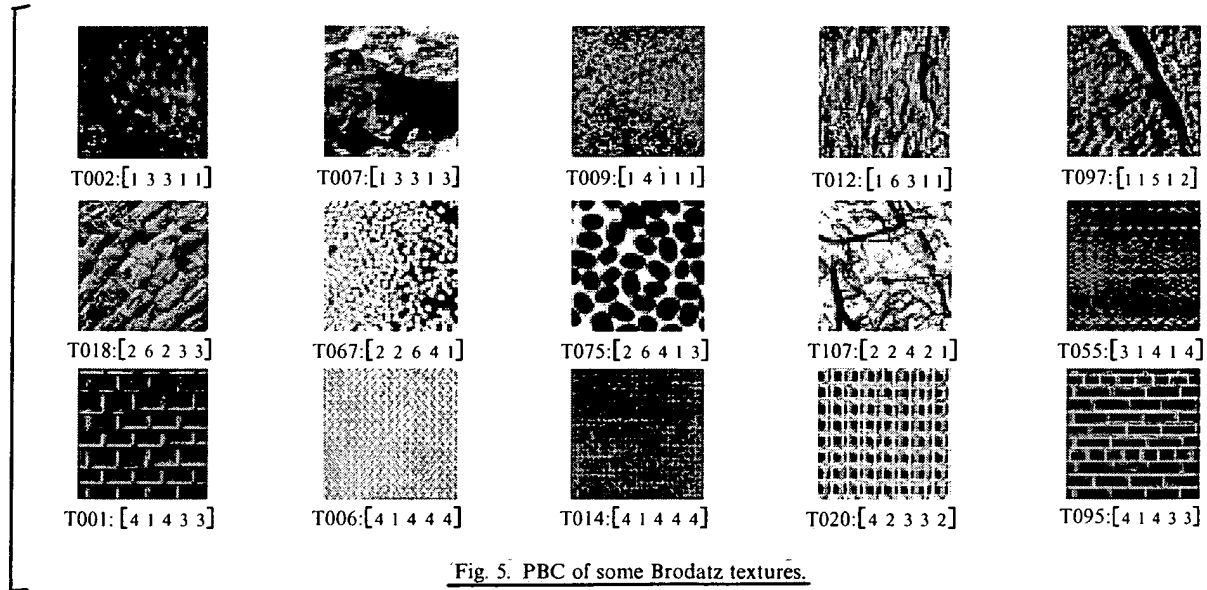 T002:[1 3 3 1 1] T007:[1 3 3 1 3] T009:[1 4 1 1 1] T012:[1 6 3 1 1] T097:[1 1 5 1 2]
T018:[2 6 2 3 3] T067:[2 2 6 4 1] T075:[2 6 4 1 3] T107:[2 2 4 2 1] T055:[3 1 4 1 4]
T001:[4 1 4 3 3] T006:[4 1 4 4 4] T014:[4 1 4 4 4] T020:[4 2 3 3 2] T095:[4 1 4 3 3]
Fig. 5. PBC of some Brodatz textures.